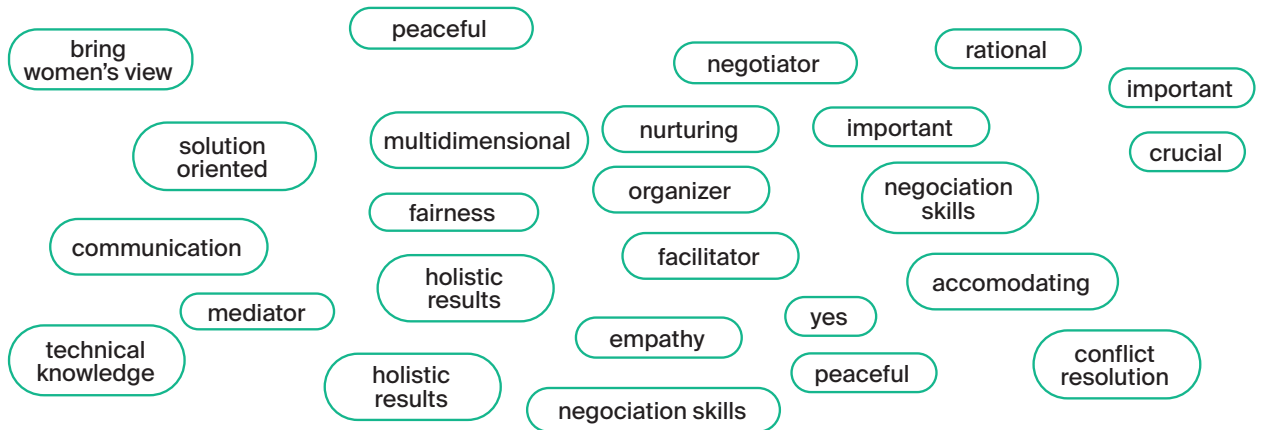 peaceful
bring
women's view
rational
negotiator
important
multidimensional
nurturing
important
solution
oriented
crucial
organizer
negociation
skills
fairness
communication
facilitator
holistic
results
accomodating
mediator
yes
empathy
technical
knowledge
holistic
results
peaceful
conflict
resolution
negociation skills